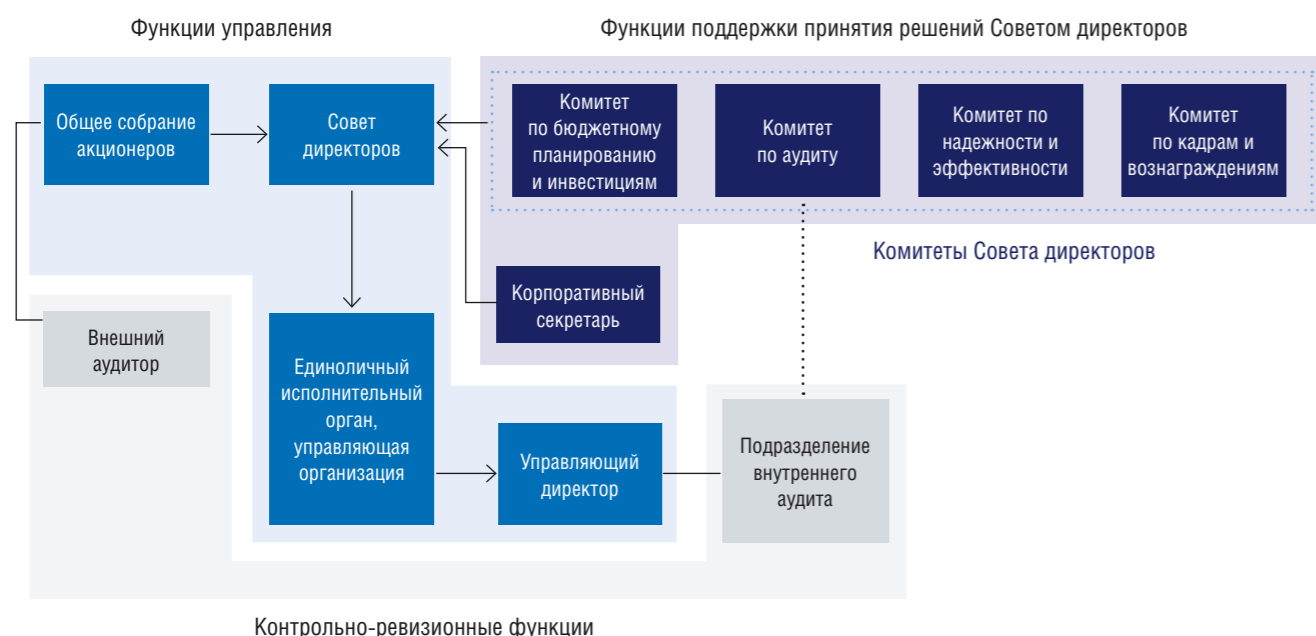 Функции управления
Функции поддержки принятия решений Советом директоров
Общее собрание
акционеров
Совет
директоров
Комитет
по бюджетному
планированию
и инвестициям
Комитет
по аудиту
Комитет по
надежности и
эффективности
Комитет
по кадрам и
вознаграждениям
Комитеты Совета директоров
Корпоративный
секретарь
Внешний
аудитор
Единоличный
исполнительный
орган,
управляющая
организация
Управляющий
директор
Подразделение
внутреннего
аудита
Контрольно-ревизионные функции